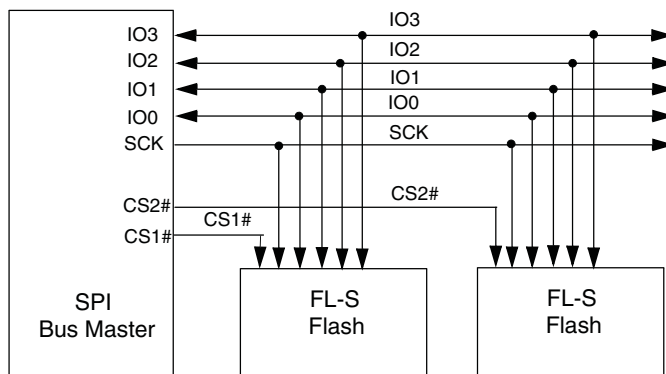 IO3
IO3
IO2
IO2
IO1
IO1
IO0
IO0
SCK
SCK
CS2#
CS2#
CS1#
CS1#
SPI
Bus Master
FL-S
Flash
FL-S
Flash